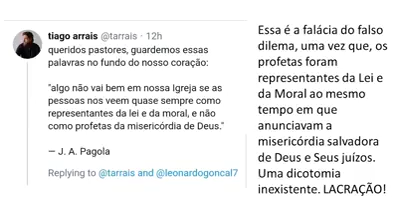 tiago arrais @tarrais · 12h
queridos pastores, guardemos essas
palavras no fundo do nosso coração:
"algo não vai bem em nossa Igreja se as
pessoas nos veem quase sempre como
representantes da lei e da moral, e não
como profetas da misericórdia de Deus."
— J. A. Pagola
Replying to @tarrais and @leonardogoncal7
Essa é a falácia do falso
dilema, uma vez que, os
profetas foram
representantes da Lei e
da Moral ao mesmo
tempo em que
anunciavam a
misericórdia salvadora
de Deus e Seus juízos.
Uma dicotomia
inexistente. LACRAÇÃO!